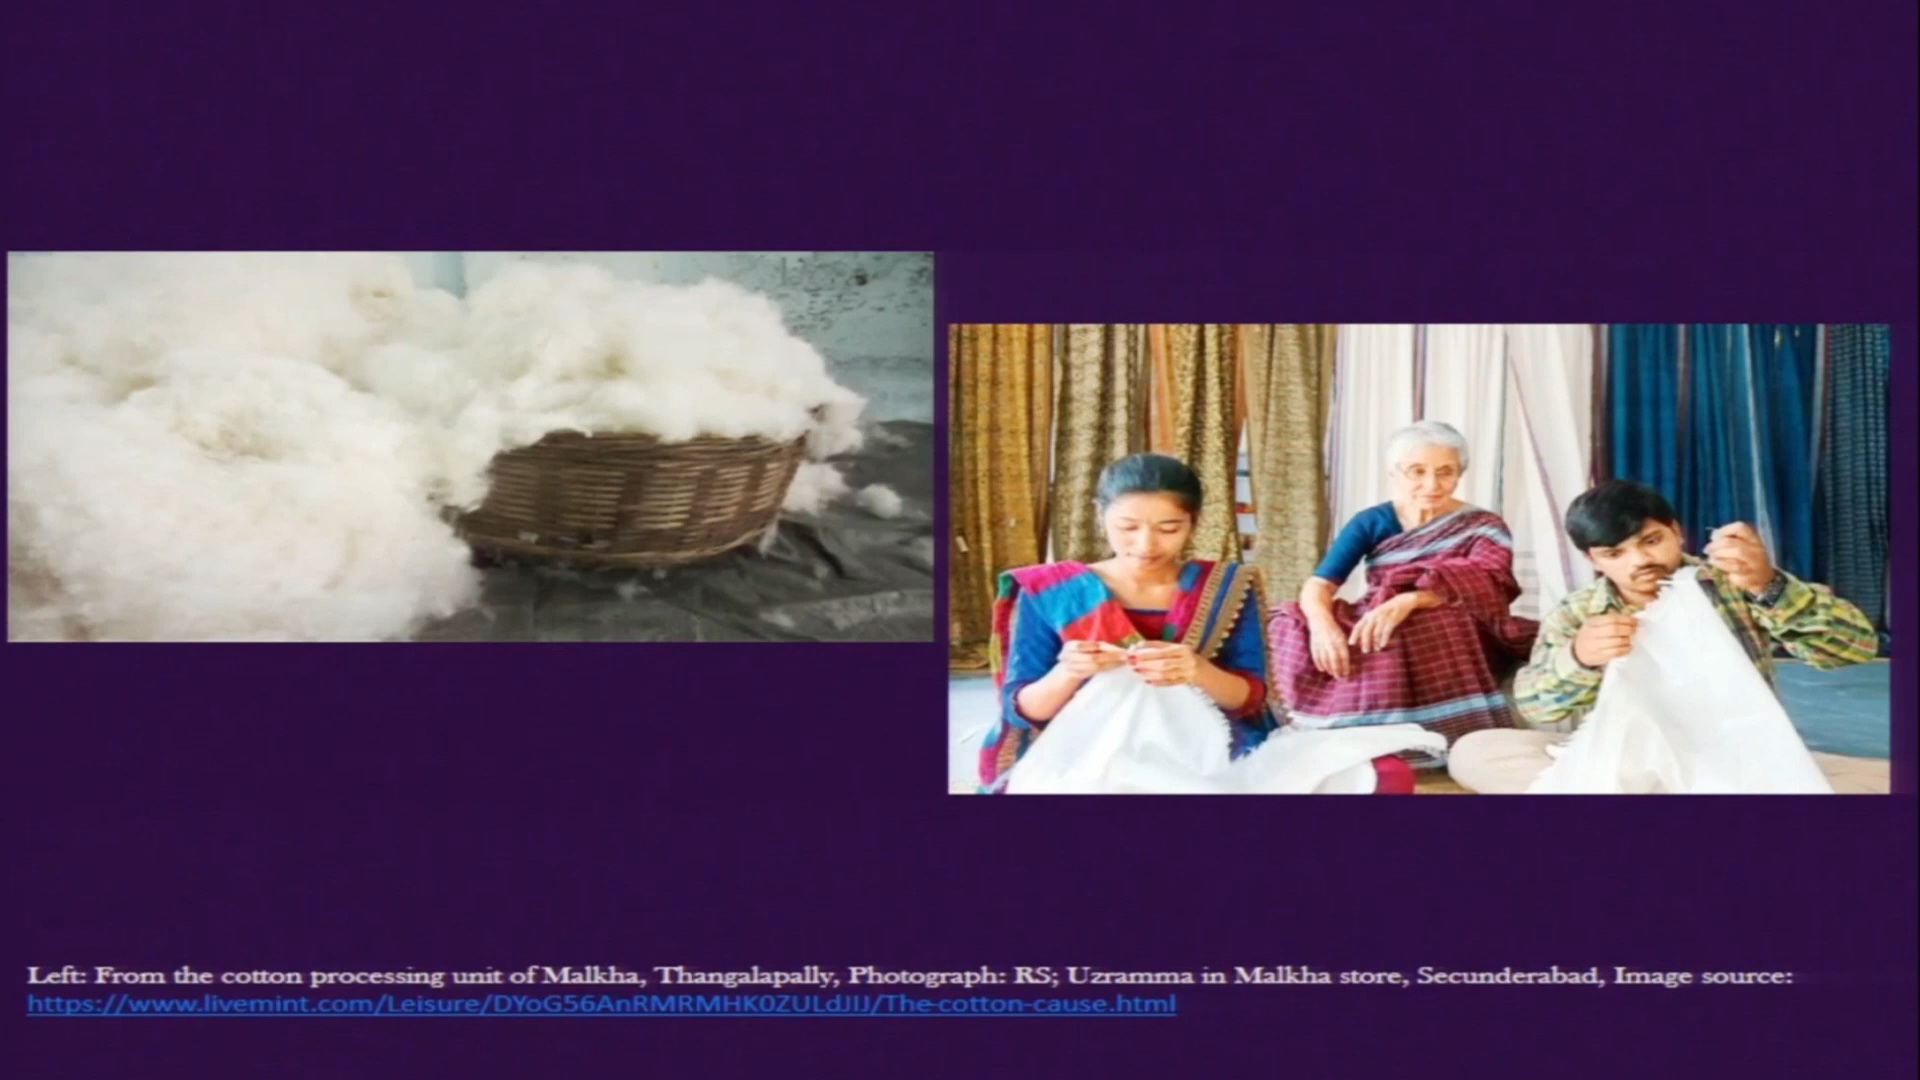 Left: From the cotton processing unit of Malkha, Thangalapally, Photograph: RS; Uzramma in Malkha store, Secunderabad, Image source:
https://www.livemint.com/Leisure/DYoG56AnRMRMHK0ZULdJIJ/The-cotton-cause.html